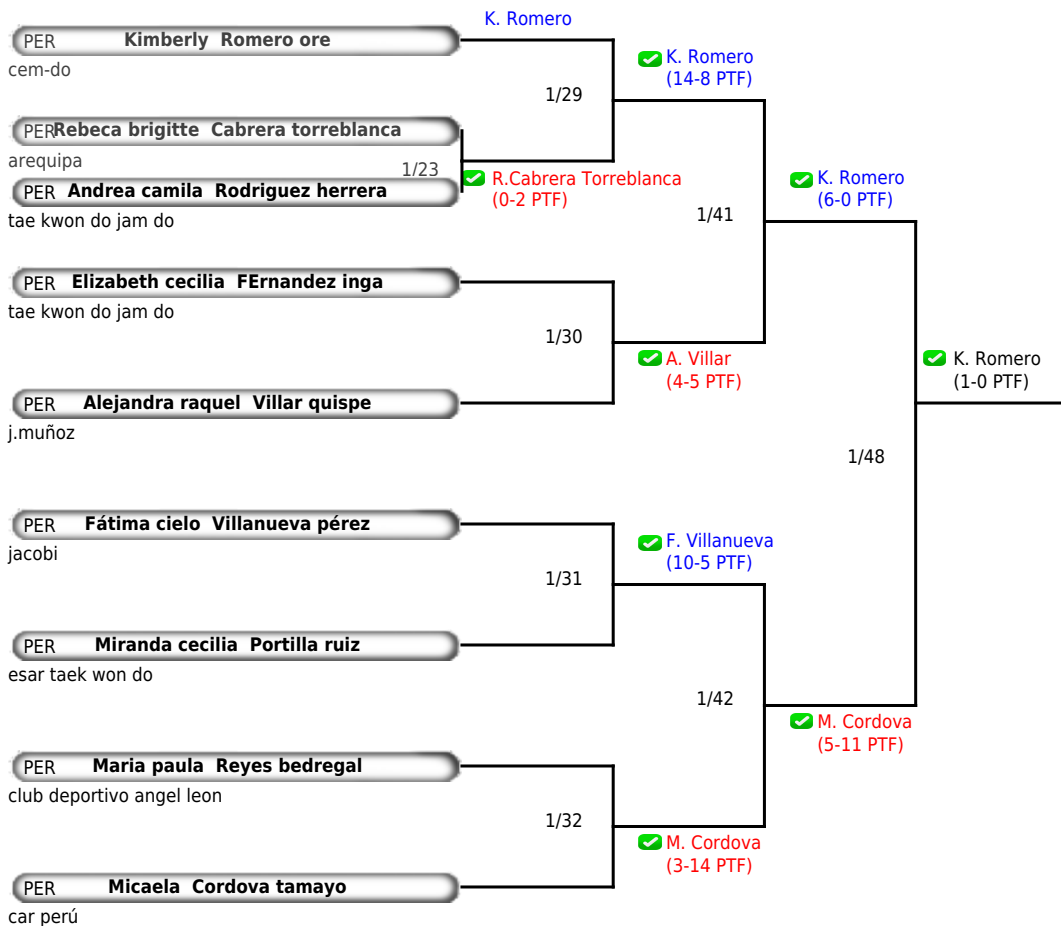 K. Romero
PER Kimberly Romero ore
cem-do
K. Romero
(14-8 PTF)
1/29
PER Rebeca brigitte Cabrera torreblanca
arequipa
1/23
R.Cabrera Torreblanca
(0-2 PTF)
PER Andrea camila Rodriguez herrera
tae kwon do jam do
K. Romero
(6-0 PTF)
1/41
PER Elizabeth cecilia FErnandez inga
tae kwon do jam do
1/30
A. Villar
(4-5 PTF)
K. Romero
(1-0 PTF)
PER Alejandra raquel Villar quispe
j.muñoz
1/48
PER Fátima cielo Villanueva pérez
jacobi
F. Villanueva
(10-5 PTF)
1/31
PER Miranda cecilia Portilla ruiz
esar taek won do
1/42
M. Cordova
(5-11 PTF)
PER Maria paula Reyes bedregal
club deportivo angel leon
1/32
M. Cordova
(3-14 PTF)
PER Micaela Cordova tamayo
car perú